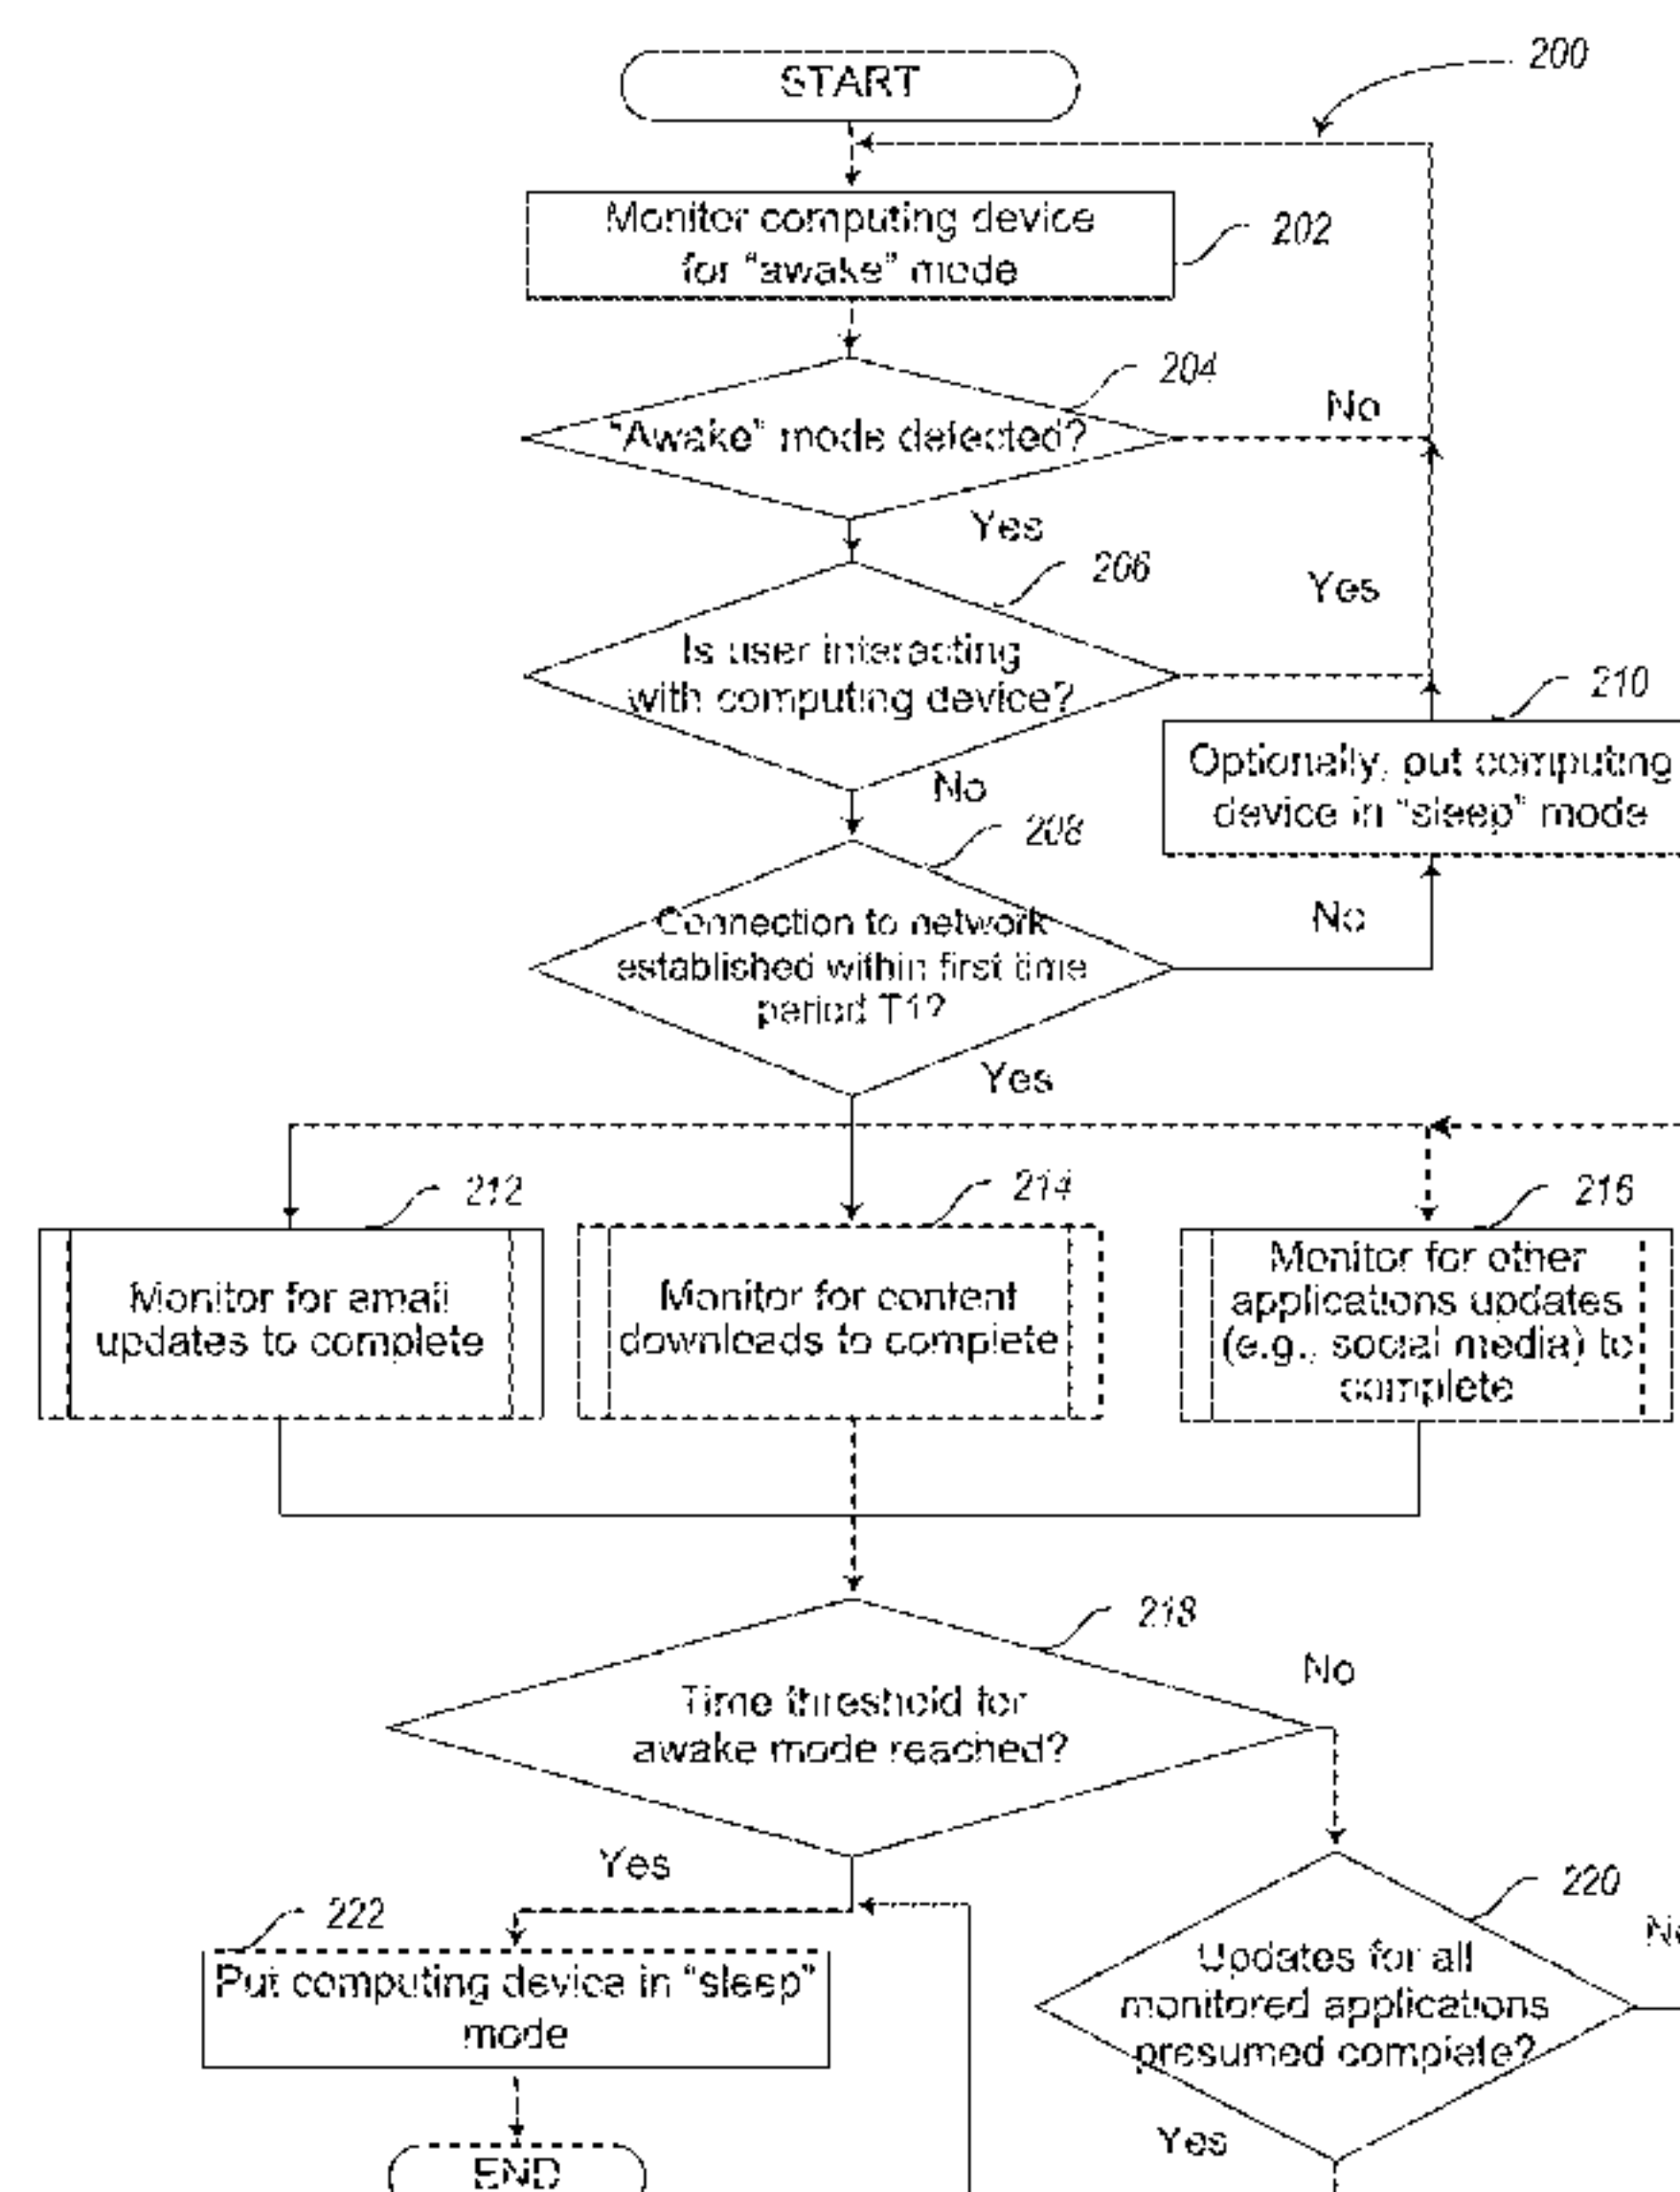 START
200
Monitor computing device
for “awake” mode
202
204
“Awake” mode detected?
No
Yes
206
Is user interacting
with computing device?
Yes
No
208
Connection to network
established within first time
period T1?
No
Yes
210
Optionally, put computing
device in “sleep” mode
212
Monitor for email
updates to complete
214
Monitor for content
downloads to complete
216
Monitor for other
applications updates
(e.g., social media) to
complete
218
Time threshold for
awake mode reached?
No
Yes
220
Updates for all
monitored applications
presumed complete?
Yes
222
Put computing device in “sleep”
mode
END